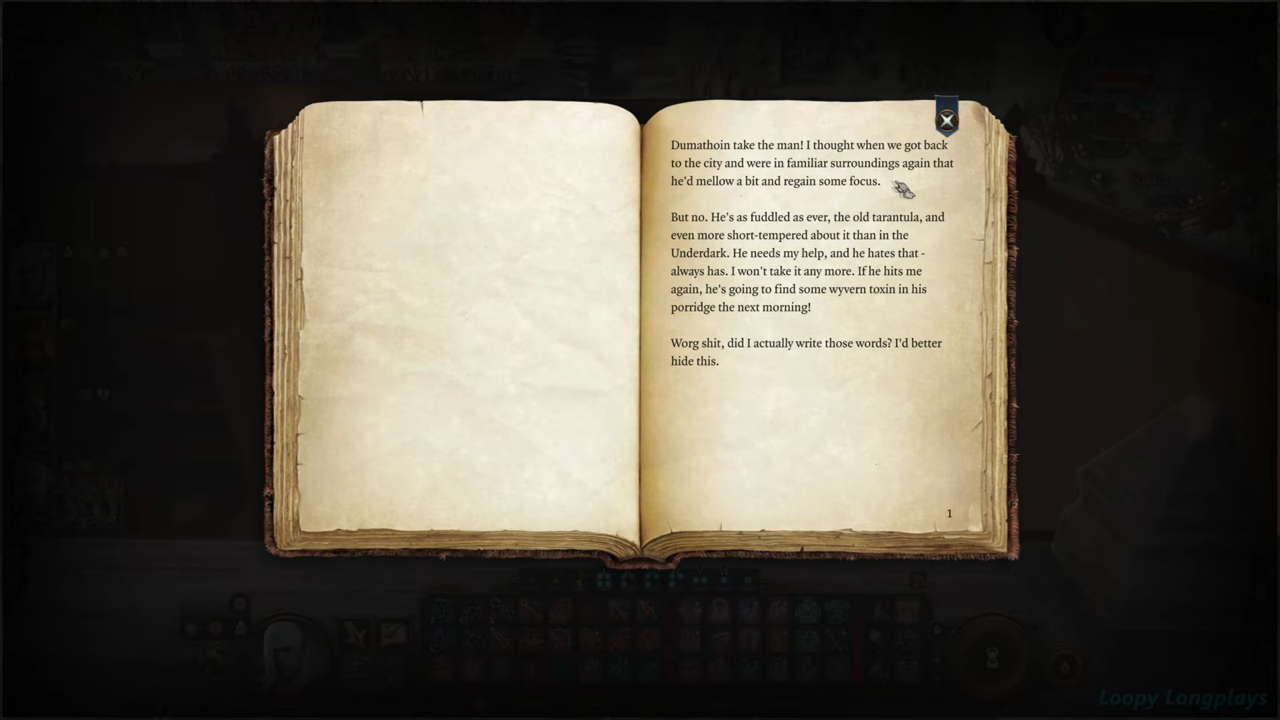 Dumathoin take the man! I thought when we got back
to the city and were in familiar surroundings again that
he'd mellow a bit and regain some focus.
But no. He's as fuddled as ever, the old tarantula, and
even more short-tempered about it than in the
Underdark. He needs my help, and he hates that -
always has. I won't take it any more. If he hits me
again, he's going to find some wyvern toxin in his
porridge the next morning!
Worg shit, did I actually write those words? I'd better
hide this.
1
Loopy Longplays